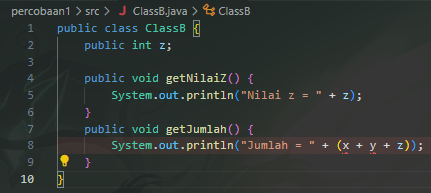 percobaan1 > src > J ClassB.java > ClassB
1 public class ClassB {
2     public int z;
3
4     public void getNilaiZ() {
5         System.out.println("Nilai z = " + z);
6     }
7     public void getJumlah() {
8         System.out.println("Jumlah = " + (x + y + z));
9     }
10 }